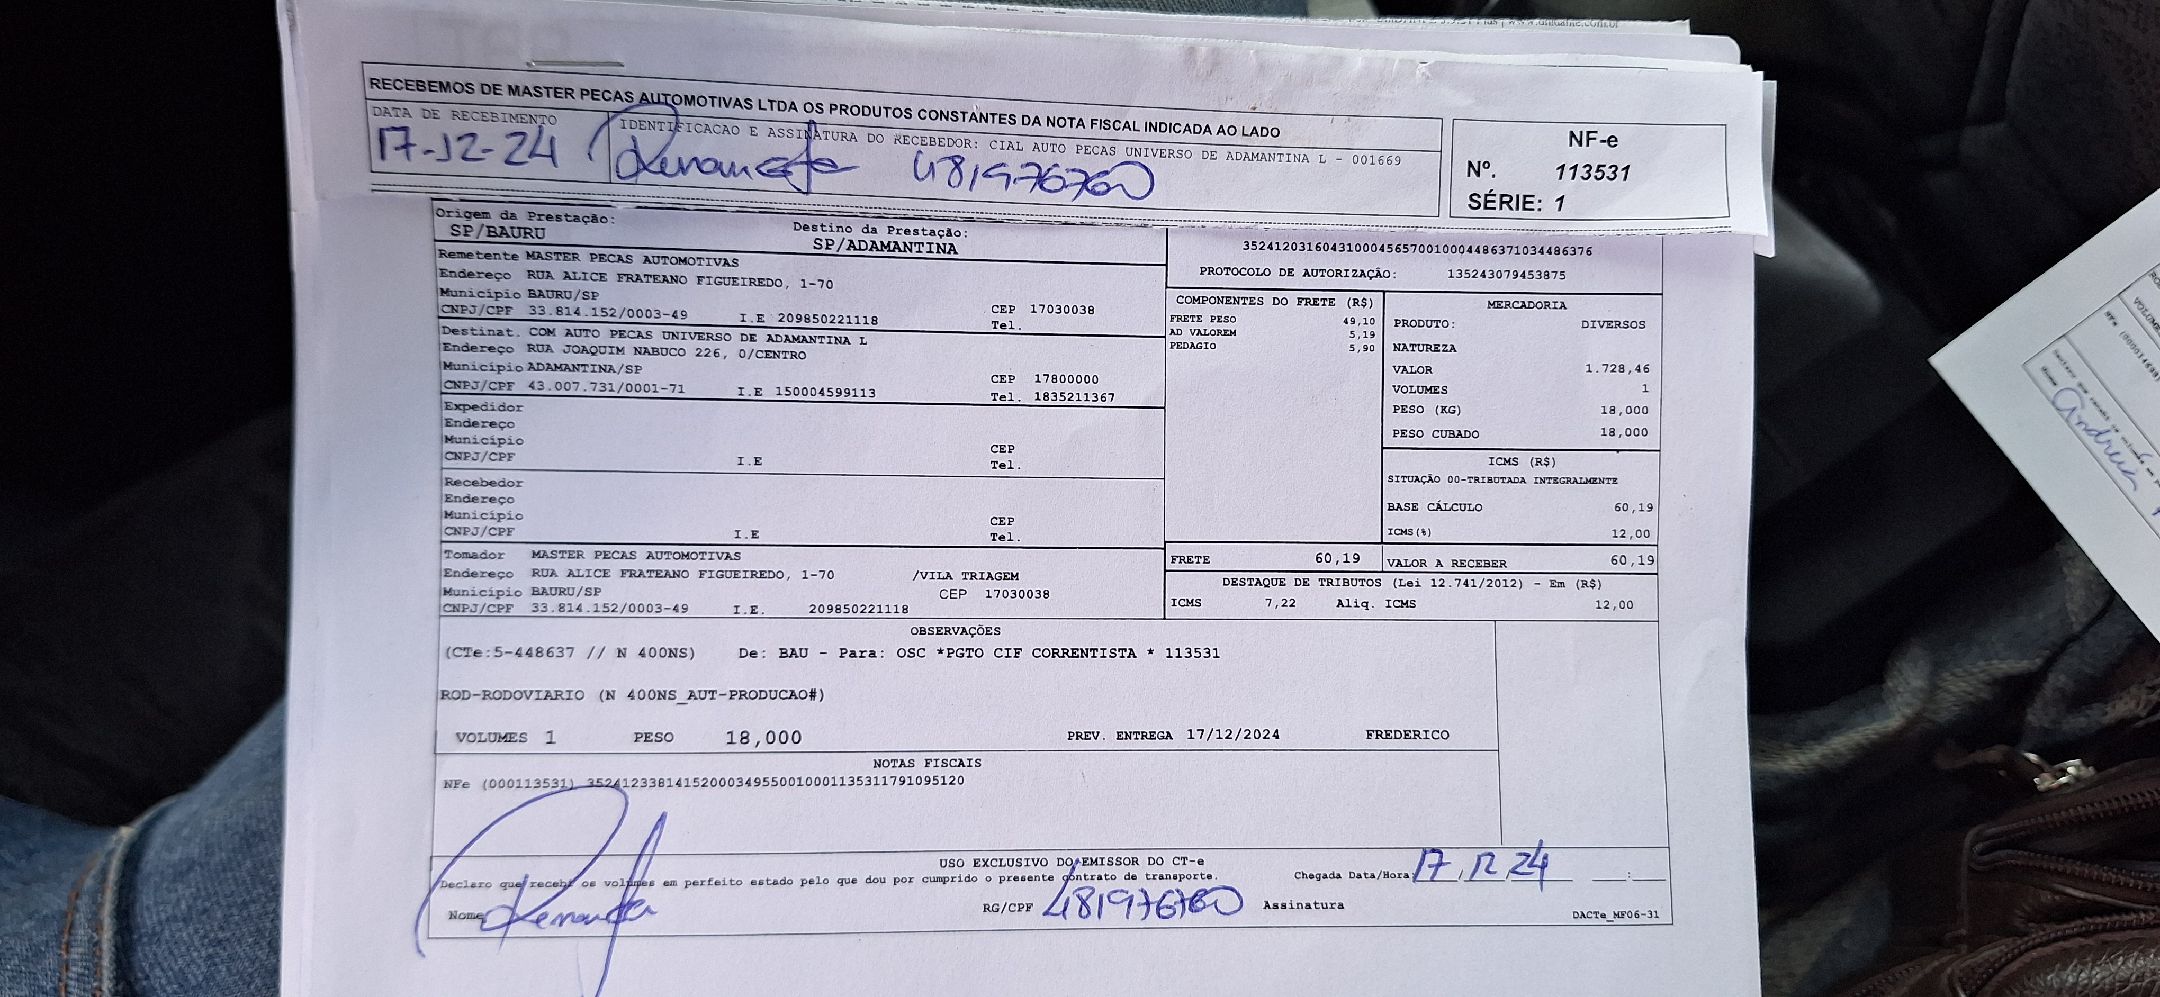 RECEBEMOS DE MASTER PECAS AUTOMOTIVAS LTDA OS PRODUTOS CONSTANTES DA NOTA FISCAL INDICADA AO LADO
DATA DE RECEBIMENTO
IDENTIFICACAO E ASSINATURA DO RECEBEDOR: CIAL AUTO PECAS UNIVERSO DE ADAMANTINA L - 001669
17-12-24
481976760
NF-e
Nº. 113531
SÉRIE: 1
Origem da Prestação:
SP/BAURU
Destino da Prestação:
SP/ADAMANTINA
Remetente MASTER PECAS AUTOMOTIVAS
Endereço RUA ALICE FRATEANO FIGUEIREDO, 1-70
Município BAURU/SP
CEP 17030038
CNPJ/CPF 33.814.152/0003-49 I.E 209850221118
Tel.
Destinat. COM AUTO PECAS UNIVERSO DE ADAMANTINA L
Endereço RUA JOAQUIM NABUCO 226, 0/CENTRO
Município ADAMANTINA/SP
CEP 17800000
CNPJ/CPF 43.007.731/0001-71 I.E 150004599113
Tel. 1835211367
Expedidor
Endereço
Município
CEP
CNPJ/CPF I.E
Tel.
Recebedor
Endereço
Município
CEP
CNPJ/CPF I.E
Tel.
Tomador MASTER PECAS AUTOMOTIVAS
Endereço RUA ALICE FRATEANO FIGUEIREDO, 1-70 /VILA TRIAGEM
Município BAURU/SP CEP 17030038
CNPJ/CPF 33.814.152/0003-49 I.E. 209850221118
35241203160431000456570010004486371034486376
PROTOCOLO DE AUTORIZAÇÃO: 135243079453875
COMPONENTES DO FRETE (R$)
FRETE PESO 49,10
AD VALOREM 5,19
PEDAGIO 5,90
MERCADORIA
PRODUTO: DIVERSOS
NATUREZA
VALOR 1.728,46
VOLUMES 1
PESO (KG) 18,000
PESO CUBADO 18,000
ICMS (R$)
SITUAÇÃO 00-TRIBUTADA INTEGRALMENTE
BASE CÁLCULO 60,19
ICMS(%) 12,00
FRETE 60,19
VALOR A RECEBER 60,19
DESTAQUE DE TRIBUTOS (Lei 12.741/2012) - Em (R$)
ICMS 7,22 Aliq. ICMS 12,00
OBSERVAÇÕES
(CTe:5-448637 // N 400NS) De: BAU - Para: OSC *PGTO CIF CORRENTISTA * 113531
ROD-RODOVIARIO (N 400NS_AUT-PRODUCAO#)
VOLUMES 1 PESO 18,000 PREV. ENTREGA 17/12/2024 FREDERICO
NOTAS FISCAIS
NFe (000113531) 35241233814152000349550010001135311791095120
USO EXCLUSIVO DO EMISSOR DO CT-e
Declaro que recebi os volumes em perfeito estado pelo que dou por cumprido o presente contrato de transporte.
Chegada Data/Hora: 17, 12 24 :
Nome
RG/CPF 481976760 Assinatura
DACTe_MF06-31
Andreia